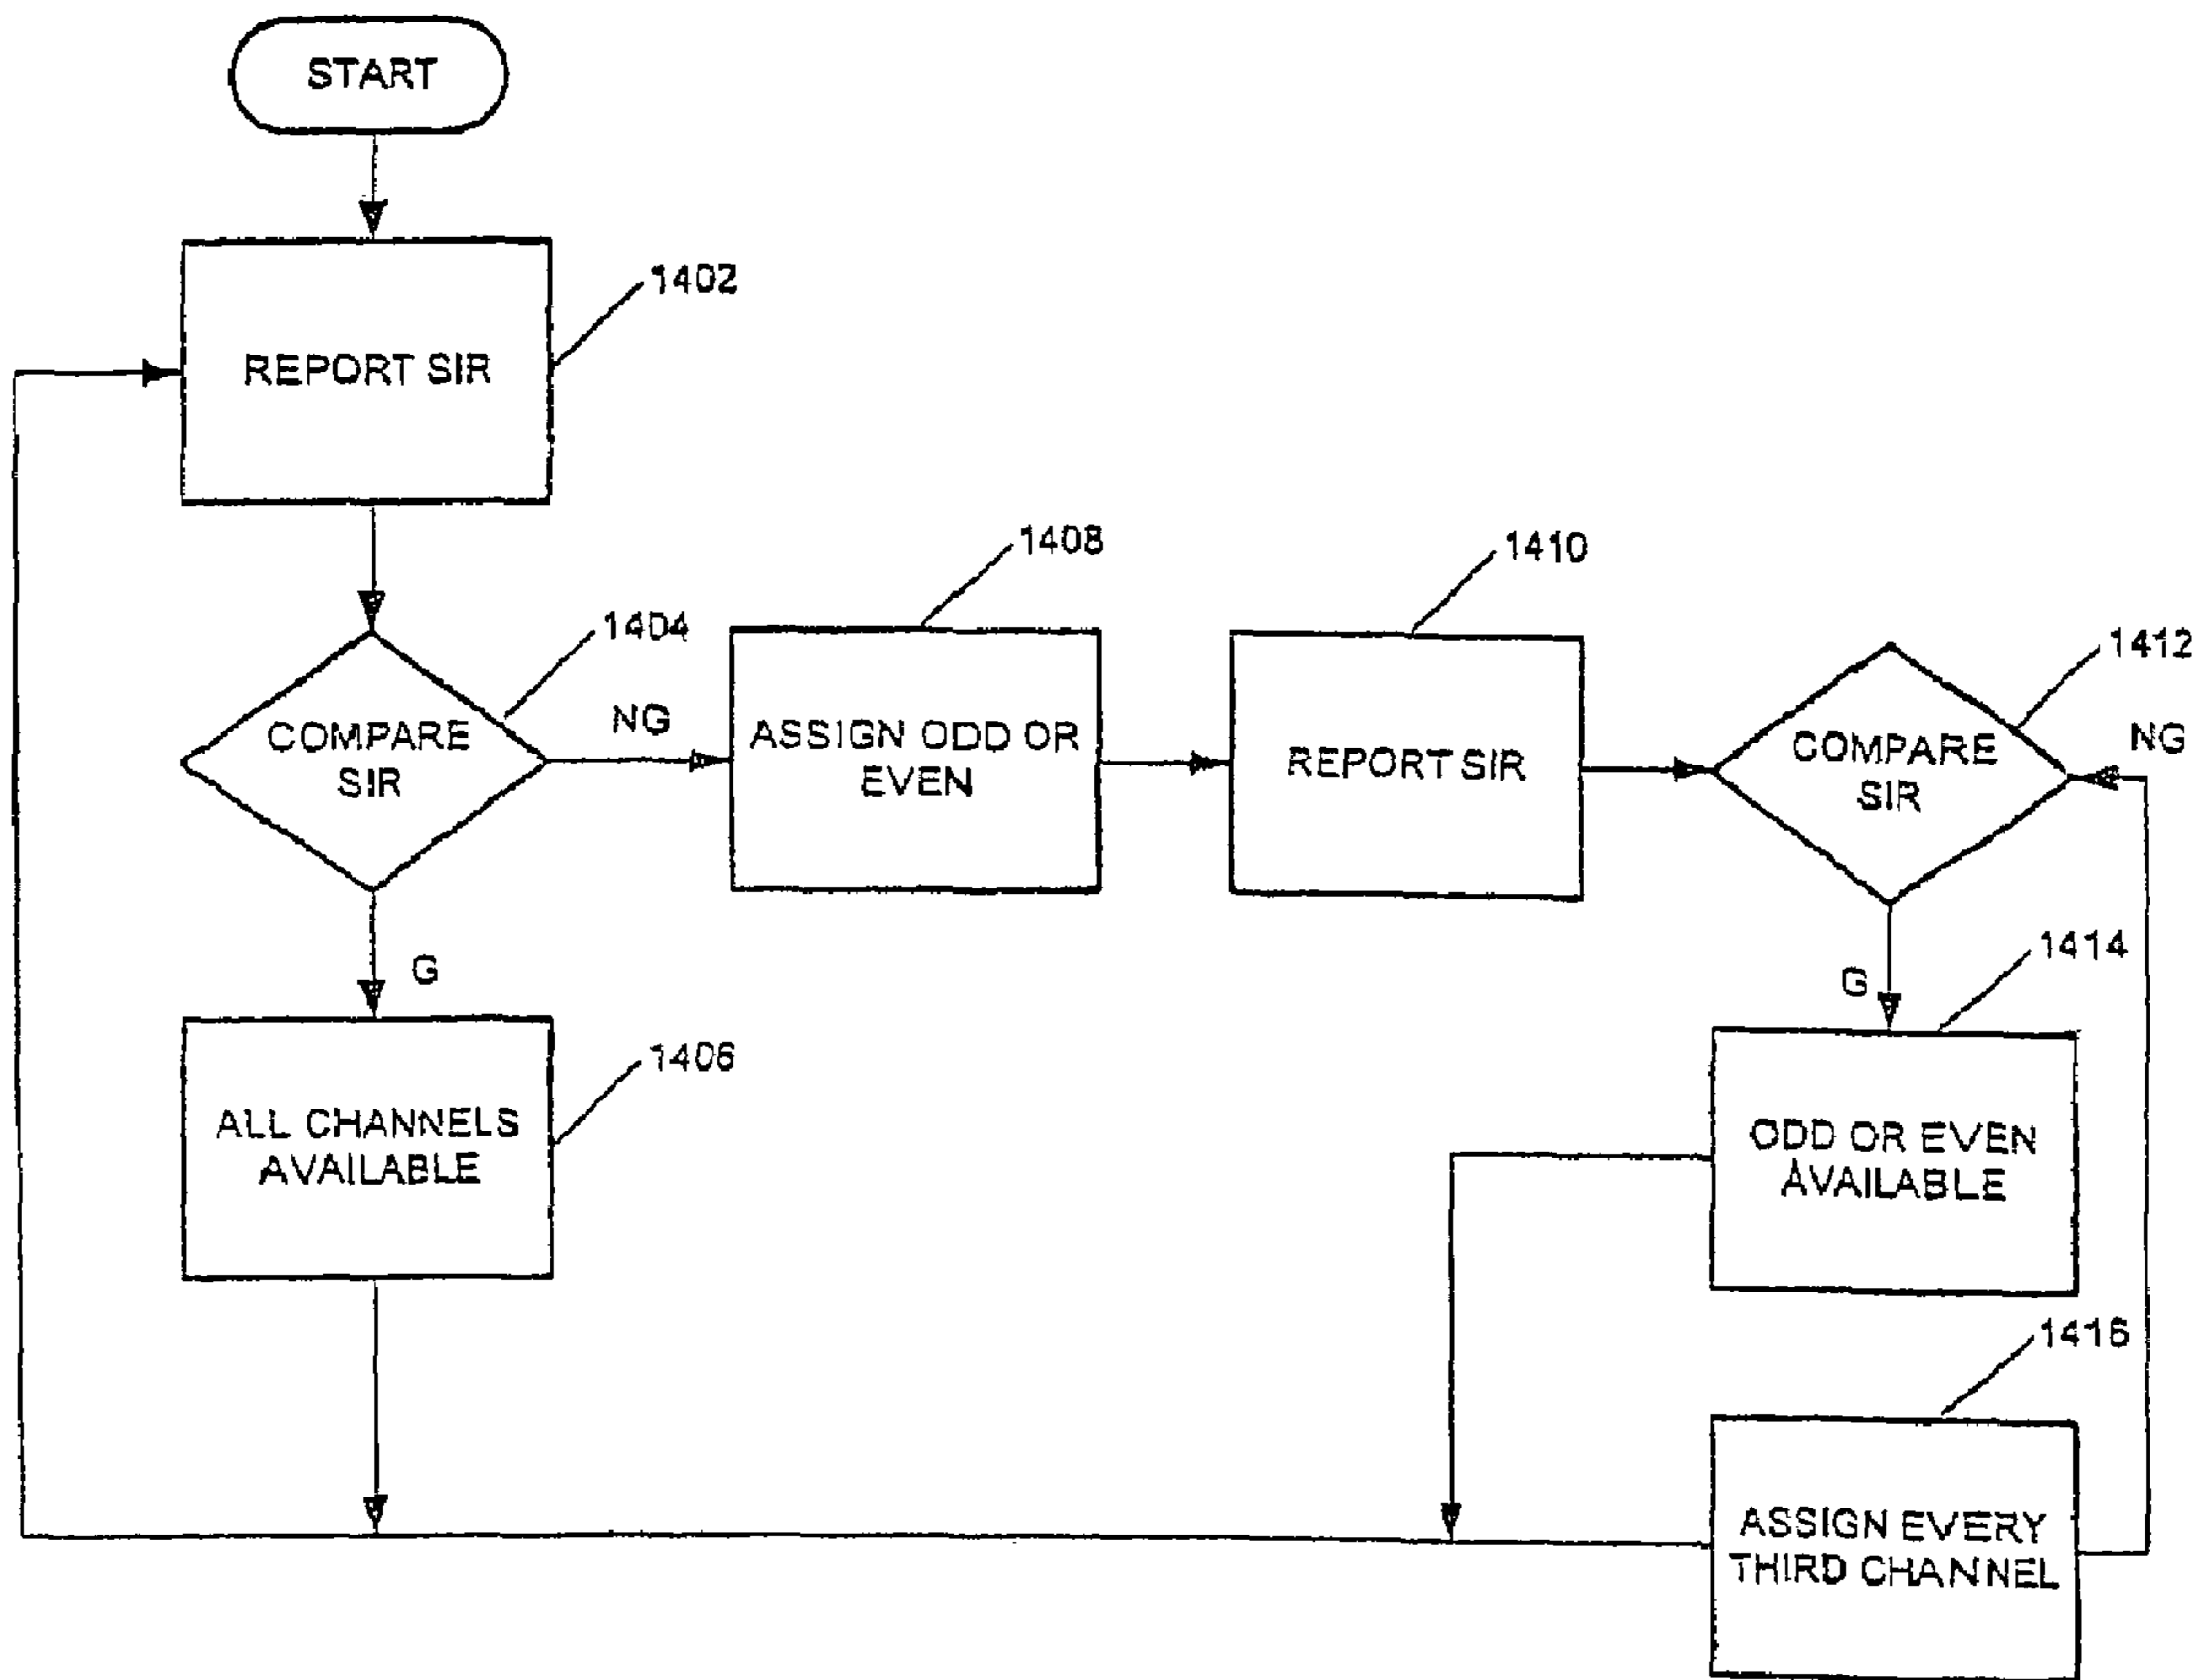 START
1402
REPORT SIR
1408
1410
1404
1412
COMPARE
SIR
NG
ASSIGN ODD OR
EVEN
REPORT SIR
COMPARE
SIR
NG
G
1406
ALL CHANNELS
AVAILABLE
G
1414
ODD OR EVEN
AVAILABLE
1416
ASSIGN EVERY
THIRD CHANNEL